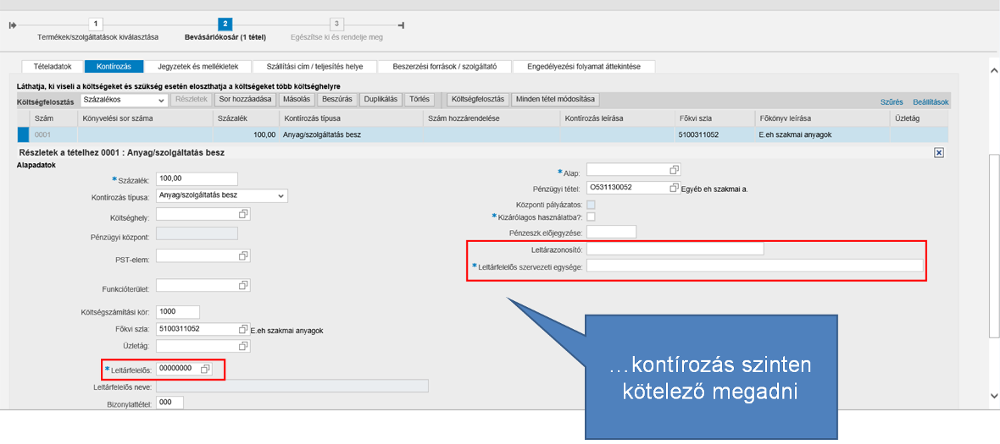 1 2 3
Termékek/szolgáltatások kiválasztása Bevásárlókosár (1 tétel) Egészítse ki és rendelje meg
Tételadatok Kontírozás Jegyzetek és mellékletek Szállítási cím / teljesítés helye Beszerzési források / szolgáltató Engedélyezési folyamat áttekintése
Láthatja, ki viseli a költségeket és szükség esetén eloszthatja a költségeket több költséghelyre
Költségfelosztás Százalékos Részletek Sor hozzáadása Másolás Beszúrás Duplikálás Törlés Költségfelosztás Minden tétel módosítása Szűrés Beállítások
Szám Könyvelési sor száma Százalék Kontírozás típusa Szám hozzárendelése Kontírozás leírása Főkvi szla Főkönyv leírása Üzletág
0001 100,00 Anyag/szolgáltatás besz 5100311052 E.eh szakmai anyagok
Részletek a tételhez 0001 : Anyag/szolgáltatás besz
Alapadatok
* Százalék: 100,00
Kontírozás típusa: Anyag/szolgáltatás besz
Költséghely:
Pénzügyi központ:
PST-elem:
Funkcióterület:
Költségszámítási kör: 1000
Főkvi szla: 5100311052 E.eh szakmai anyagok
Üzletág:
* Leltárfelelős: 00000000
Leltárfelelős neve:
Bizonylattétel: 000
* Alap:
Pénzügyi tétel: O531130052 Egyéb eh szakmai a.
Központi pályázatos:
* Kizárólagos használatba?:
Pénzeszk.előjegyzése:
Leltárazonosító:
* Leltárfelelős szervezeti egysége:
…kontírozás szinten
kötelező megadni